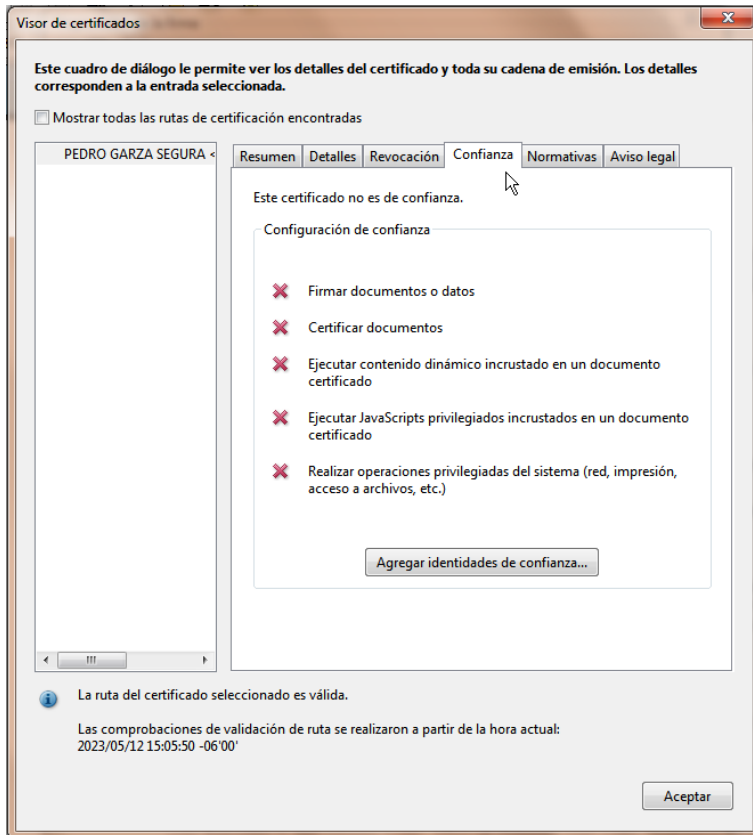 Visor de certificados
Este cuadro de diálogo le permite ver los detalles del certificado y toda su cadena de emisión. Los detalles
corresponden a la entrada seleccionada.
Mostrar todas las rutas de certificación encontradas
PEDRO GARZA SEGURA <
Resumen Detalles Revocación Confianza Normativas Aviso legal
Este certificado no es de confianza.
Configuración de confianza
Firmar documentos o datos
Certificar documentos
Ejecutar contenido dinámico incrustado en un documento
certificado
Ejecutar JavaScripts privilegiados incrustados en un documento
certificado
Realizar operaciones privilegiadas del sistema (red, impresión,
acceso a archivos, etc.)
Agregar identidades de confianza...
La ruta del certificado seleccionado es válida.
Las comprobaciones de validación de ruta se realizaron a partir de la hora actual:
2023/05/12 15:05:50 -06'00'
Aceptar